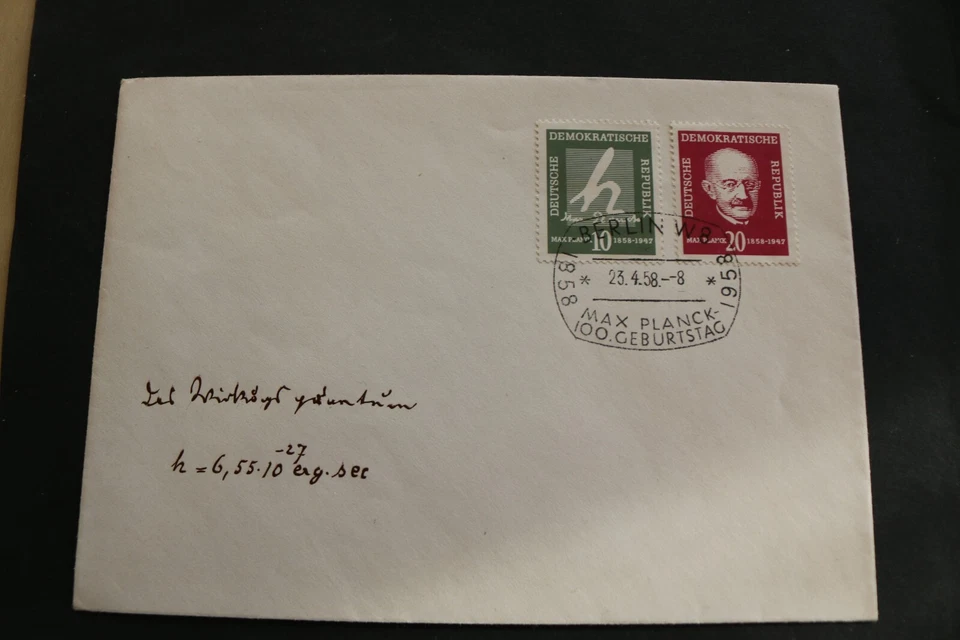 DEMOKRATISCHE
DEUTSCHE
REPUBLIK
h
MAX PLANCK 10 1858-1947
DEMOKRATISCHE
DEUTSCHE
REPUBLIK
MAX PLANCK 20 1858-1947
BERLIN W8
1858 * 23.4.58.--8 * 1958
MAX PLANCK-
100. GEBURTSTAG
Das Wirkungsquantum
h = 6,55·10⁻²⁷ erg·sec